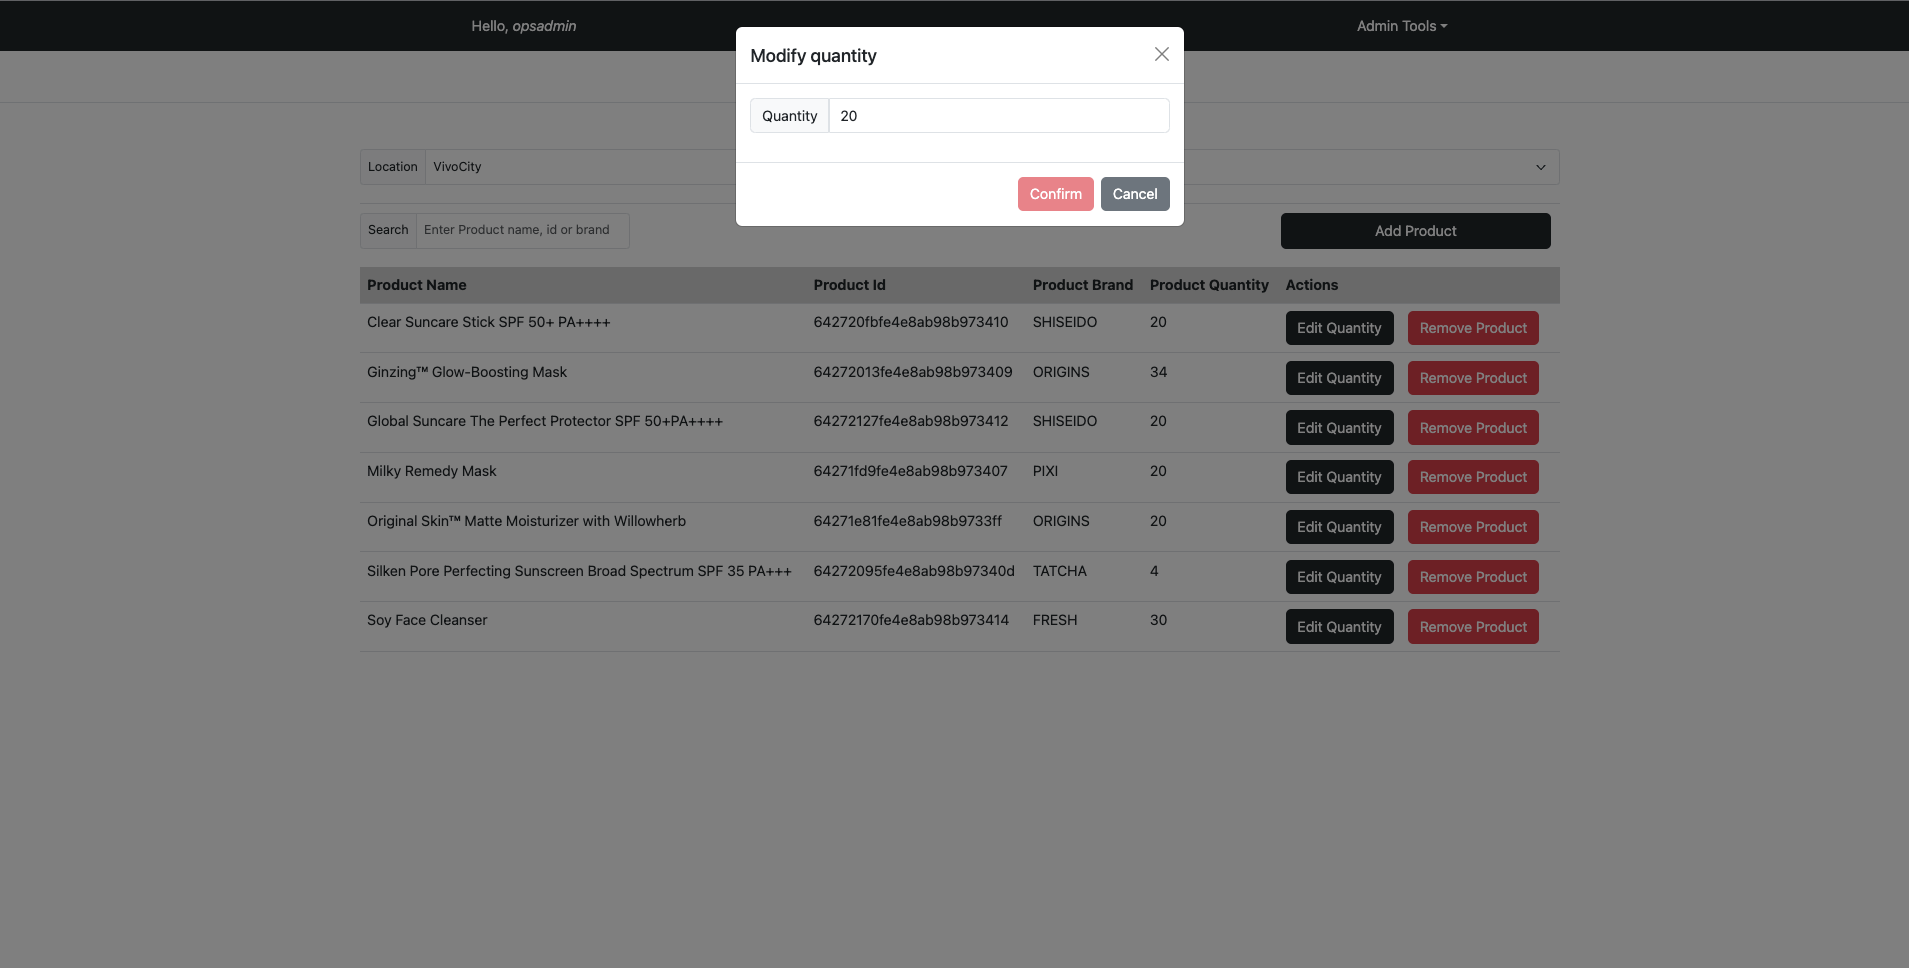 Hello, opsadmin
Admin Tools
Modify quantity
Quantity 20
Confirm Cancel
Location VivoCity
Search Enter Product name, id or brand
Add Product
Product Name Product Id Product Brand Product Quantity Actions
Clear Suncare Stick SPF 50+ PA++++ 642720fbfe4e8ab98b973410 SHISEIDO 20 Edit Quantity Remove Product
Ginzing™ Glow-Boosting Mask 64272013fe4e8ab98b973409 ORIGINS 34 Edit Quantity Remove Product
Global Suncare The Perfect Protector SPF 50+PA++++ 64272127fe4e8ab98b973412 SHISEIDO 20 Edit Quantity Remove Product
Milky Remedy Mask 64271fd9fe4e8ab98b973407 PIXI 20 Edit Quantity Remove Product
Original Skin™ Matte Moisturizer with Willowherb 64271e81fe4e8ab98b9733ff ORIGINS 20 Edit Quantity Remove Product
Silken Pore Perfecting Sunscreen Broad Spectrum SPF 35 PA+++ 64272095fe4e8ab98b97340d TATCHA 4 Edit Quantity Remove Product
Soy Face Cleanser 64272170fe4e8ab98b973414 FRESH 30 Edit Quantity Remove Product